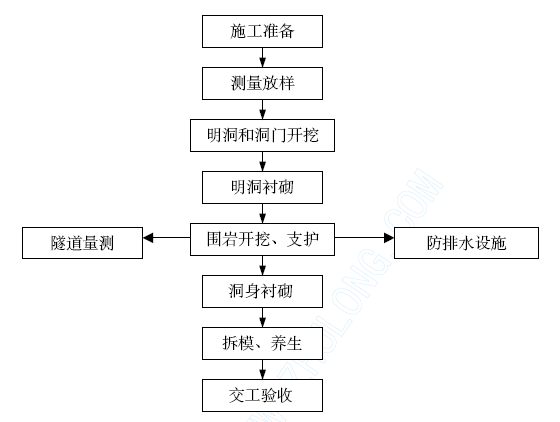 施工准备
测量放样
明洞和洞门开挖
明洞衬砌
隧道量测
围岩开挖、支护
防排水设施
洞身衬砌
拆模、养生
交工验收